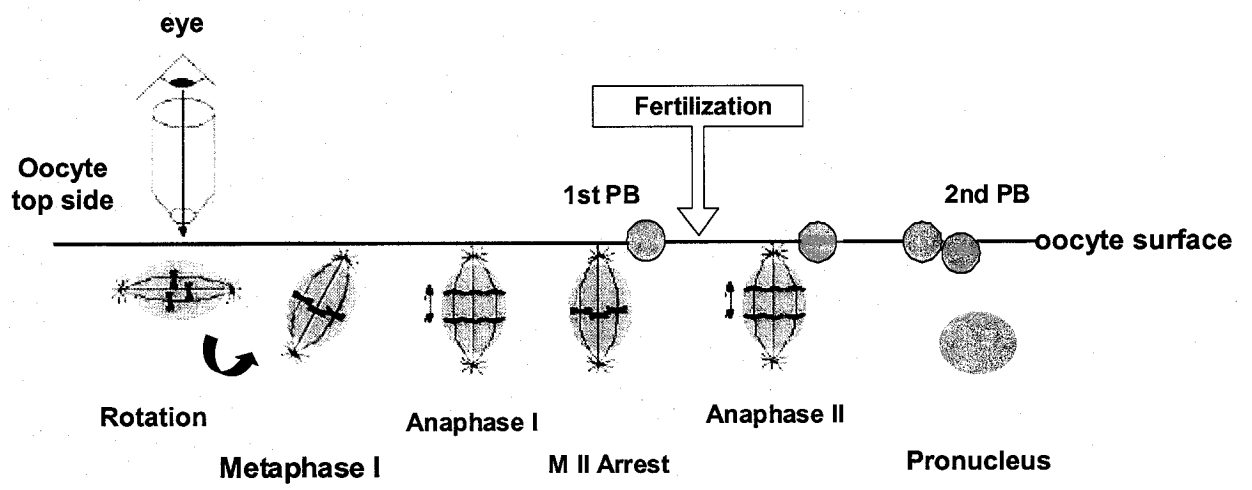 eye
Fertilization
Oocyte
top side
1st PB
2nd PB
oocyte surface
Rotation
Anaphase I
Anaphase II
Metaphase I
M II Arrest
Pronucleus